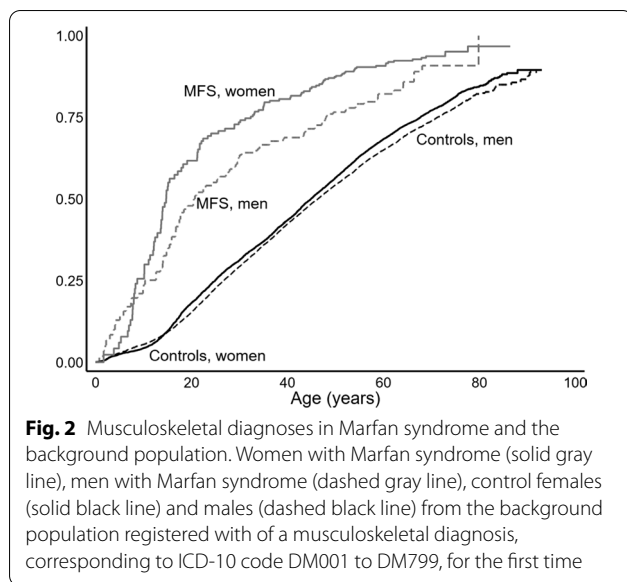 1.00
MFS, women
0.75
Controls, men
0.50
MFS, men
0.25
Controls, women
0.00
0 20 40 60 80 100
Age (years)
Fig. 2 Musculoskeletal diagnoses in Marfan syndrome and the
background population. Women with Marfan syndrome (solid gray
line), men with Marfan syndrome (dashed gray line), control females
(solid black line) and males (dashed black line) from the background
population registered with of a musculoskeletal diagnosis,
corresponding to ICD-10 code DM001 to DM799, for the first time